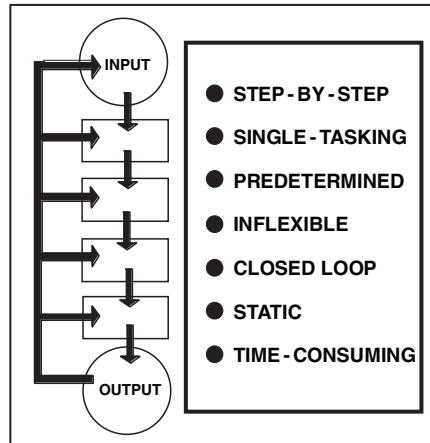 INPUT
OUTPUT
● STEP-BY-STEP
● SINGLE-TASKING
● PREDETERMINED
● INFLEXIBLE
● CLOSED LOOP
● STATIC
● TIME-CONSUMING